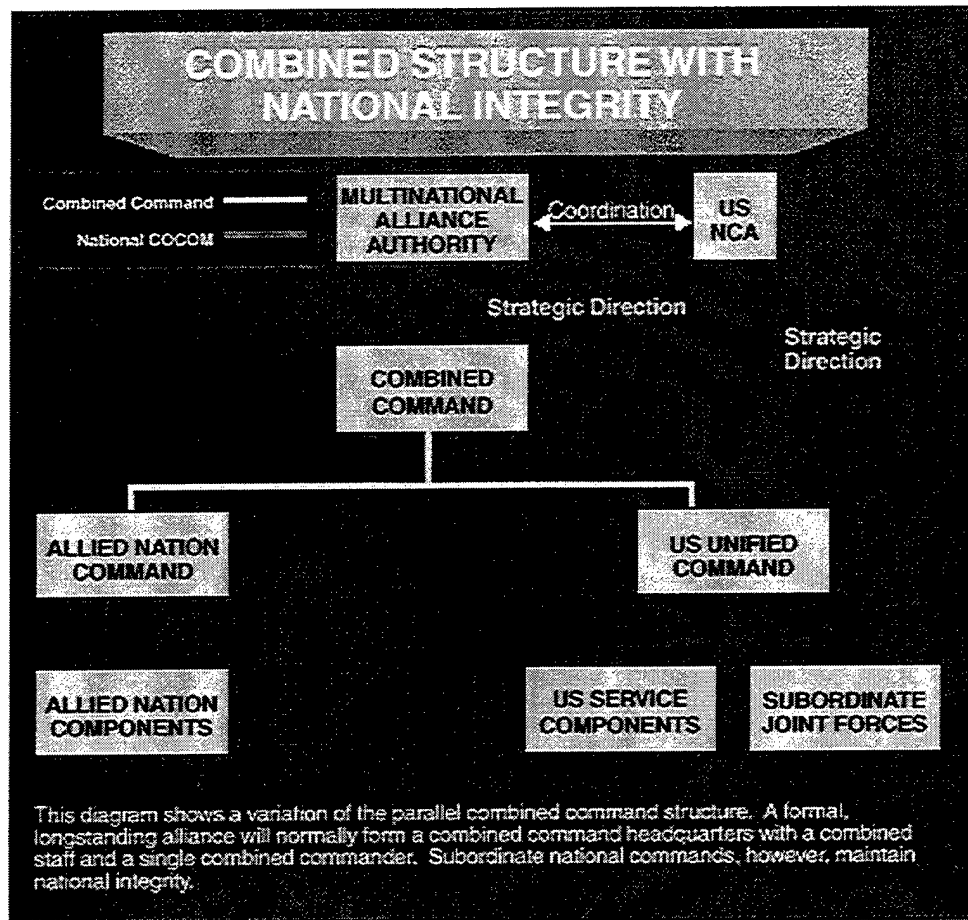 COMBINED STRUCTURE WITH
NATIONAL INTEGRITY
Combined Command
National COCOM
MULTINATIONAL
ALLIANCE
AUTHORITY
Coordination
US
NCA
Strategic Direction
Strategic
Direction
COMBINED
COMMAND
ALLIED NATION
COMMAND
US UNIFIED
COMMAND
ALLIED NATION
COMPONENTS
US SERVICE
COMPONENTS
SUBORDINATE
JOINT FORCES
This diagram shows a variation of the parallel combined command structure. A formal,
longstanding alliance will normally form a combined command headquarters with a combined
staff and a single combined commander. Subordinate national commands, however, maintain
national integrity.